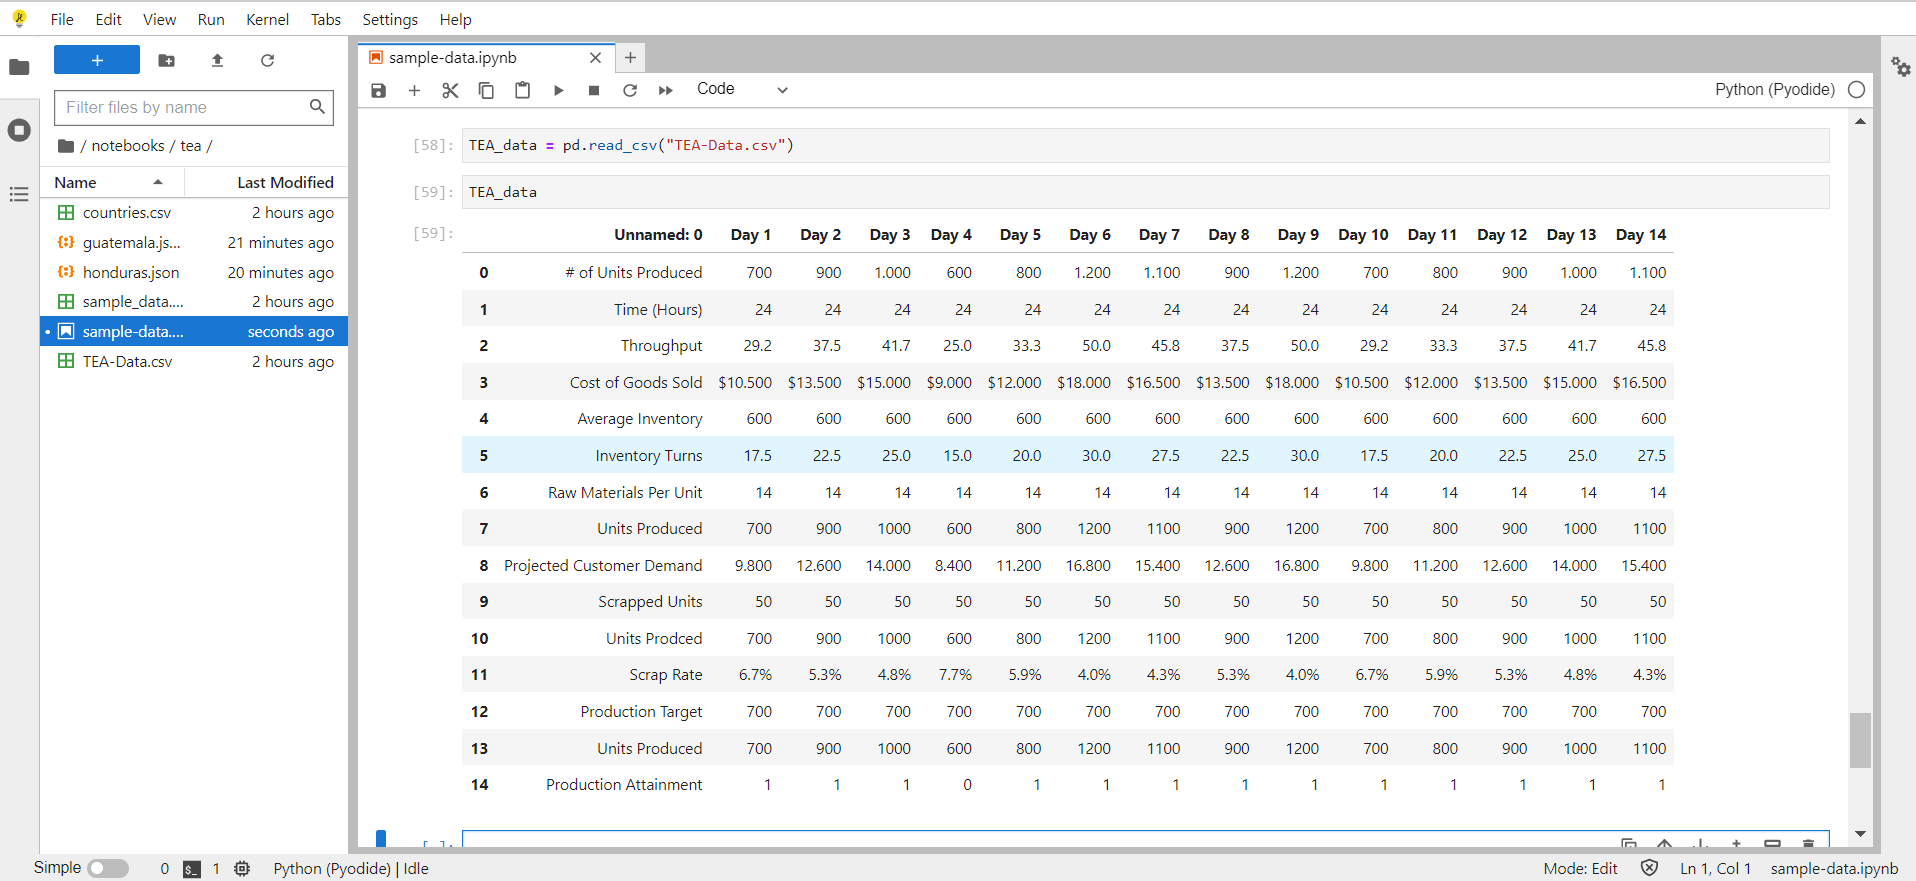 File Edit View Run Kernel Tabs Settings Help
+
Filter files by name
/ notebooks / tea /
Name Last Modified
countries.csv 2 hours ago
guatemala.js... 21 minutes ago
honduras.json 20 minutes ago
sample_data.... 2 hours ago
sample-data.... seconds ago
TEA-Data.csv 2 hours ago
sample-data.ipynb
Code Python (Pyodide)
[58]: TEA_data = pd.read_csv("TEA-Data.csv")
[59]: TEA_data
[59]: Unnamed: 0 Day 1 Day 2 Day 3 Day 4 Day 5 Day 6 Day 7 Day 8 Day 9 Day 10 Day 11 Day 12 Day 13 Day 14
0 # of Units Produced 700 900 1.000 600 800 1.200 1.100 900 1.200 700 800 900 1.000 1.100
1 Time (Hours) 24 24 24 24 24 24 24 24 24 24 24 24 24 24
2 Throughput 29.2 37.5 41.7 25.0 33.3 50.0 45.8 37.5 50.0 29.2 33.3 37.5 41.7 45.8
3 Cost of Goods Sold $10.500 $13.500 $15.000 $9.000 $12.000 $18.000 $16.500 $13.500 $18.000 $10.500 $12.000 $13.500 $15.000 $16.500
4 Average Inventory 600 600 600 600 600 600 600 600 600 600 600 600 600 600
5 Inventory Turns 17.5 22.5 25.0 15.0 20.0 30.0 27.5 22.5 30.0 17.5 20.0 22.5 25.0 27.5
6 Raw Materials Per Unit 14 14 14 14 14 14 14 14 14 14 14 14 14 14
7 Units Produced 700 900 1000 600 800 1200 1100 900 1200 700 800 900 1000 1100
8 Projected Customer Demand 9.800 12.600 14.000 8.400 11.200 16.800 15.400 12.600 16.800 9.800 11.200 12.600 14.000 15.400
9 Scrapped Units 50 50 50 50 50 50 50 50 50 50 50 50 50 50
10 Units Prodced 700 900 1000 600 800 1200 1100 900 1200 700 800 900 1000 1100
11 Scrap Rate 6.7% 5.3% 4.8% 7.7% 5.9% 4.0% 4.3% 5.3% 4.0% 6.7% 5.9% 5.3% 4.8% 4.3%
12 Production Target 700 700 700 700 700 700 700 700 700 700 700 700 700 700
13 Units Produced 700 900 1000 600 800 1200 1100 900 1200 700 800 900 1000 1100
14 Production Attainment 1 1 1 0 1 1 1 1 1 1 1 1 1 1
[ ]:
Simple 0 1 Python (Pyodide) | Idle Mode: Edit Ln 1, Col 1 sample-data.ipynb